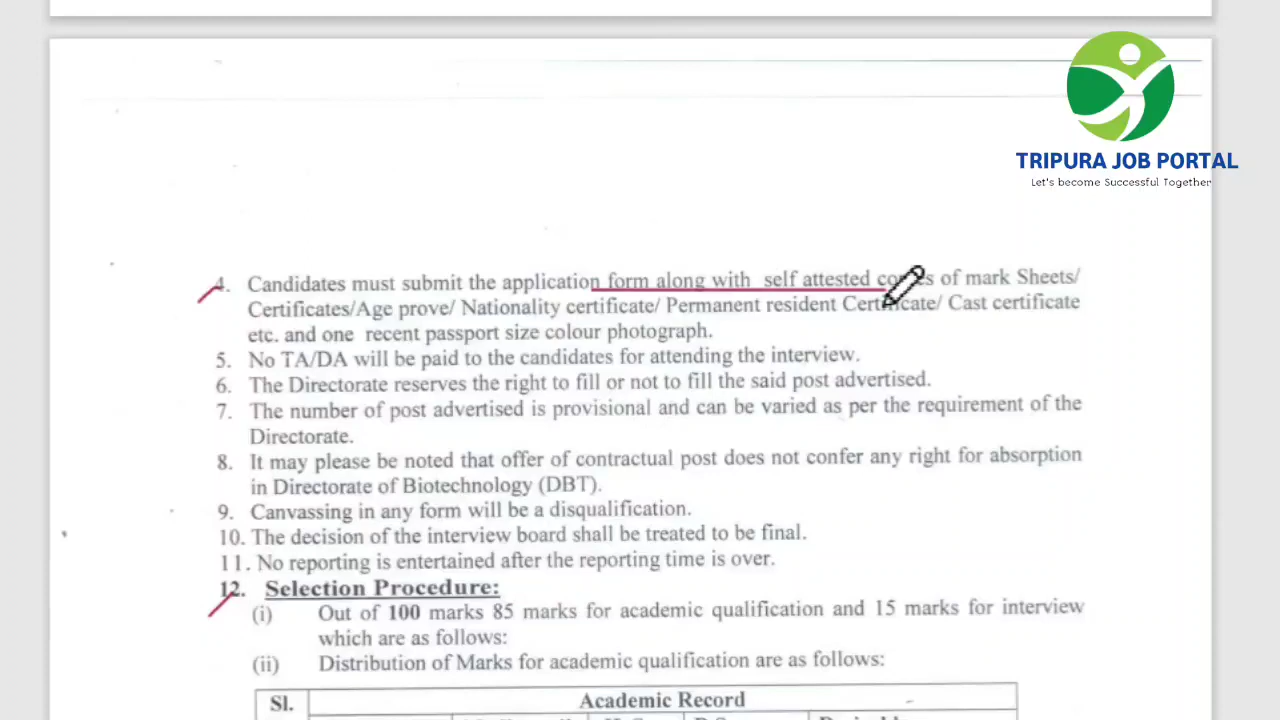 TRIPURA JOB PORTAL
Let's become Successful Together
4. Candidates must submit the application form along with self attested of mark Sheets/
Certificates/Age prove/ Nationality certificate/ Permanent resident Certificate/ Cast certificate
etc. and one recent passport size colour photograph.
5. No TA/DA will be paid to the candidates for attending the interview.
6. The Directorate reserves the right to fill or not to fill the said post advertised.
7. The number of post advertised is provisional and can be varied as per the requirement of the
Directorate.
8. It may please be noted that offer of contractual post does not confer any right for absorption
in Directorate of Biotechnology (DBT).
9. Canvassing in any form will be a disqualification.
10. The decision of the interview board shall be treated to be final.
11. No reporting is entertained after the reporting time is over.
12. Selection Procedure:
(i) Out of 100 marks 85 marks for academic qualification and 15 marks for interview
which are as follows:
(ii) Distribution of Marks for academic qualification are as follows:
Sl. Academic Record